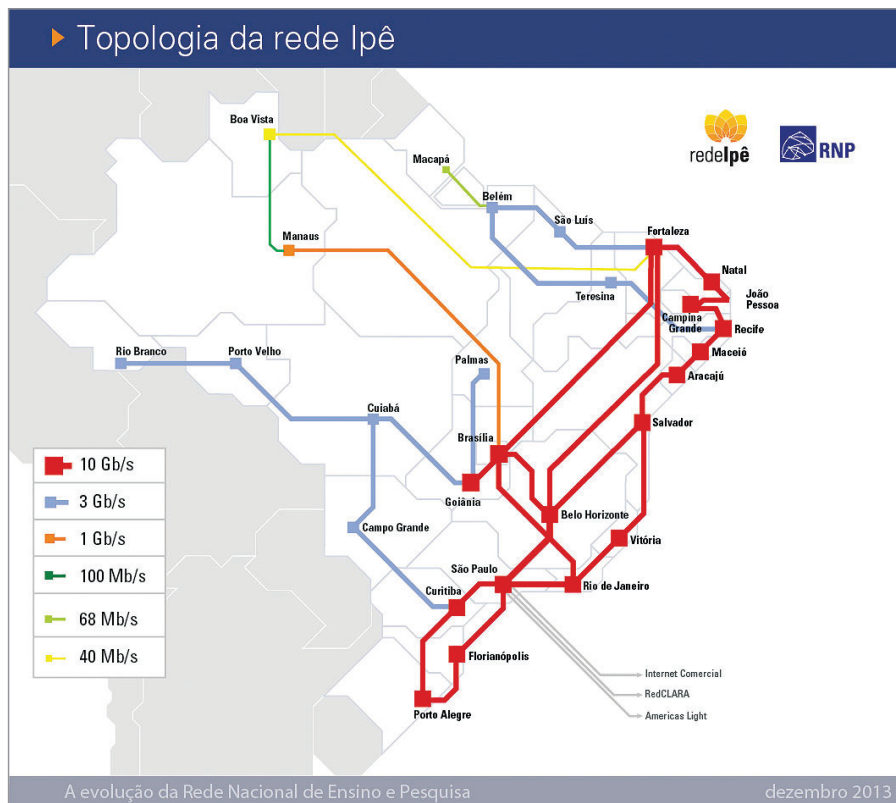 Topologia da rede Ipê
Boa Vista
Macapá
redeIpê
RNP
Belém
São Luís
Fortaleza
Manaus
Natal
Teresina
João
Pessoa
Campina
Grande
Recife
Rio Branco
Porto Velho
Palmas
Maceió
Aracajú
Cuiabá
Salvador
Brasília
10 Gb/s
3 Gb/s
1 Gb/s
100 Mb/s
68 Mb/s
40 Mb/s
Goiânia
Belo Horizonte
Campo Grande
Vitória
São Paulo
Rio de Janeiro
Curitiba
Florianópolis
Porto Alegre
Internet Comercial
RedCLARA
Americas Light
A evolução da Rede Nacional de Ensino e Pesquisa
dezembro 2013